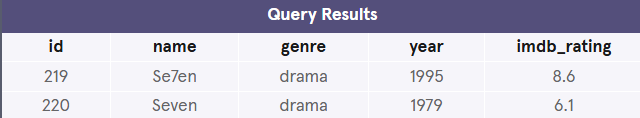 Query Results
id name genre year imdb_rating
219 Se7en drama 1995 8.6
220 Seven drama 1979 6.1